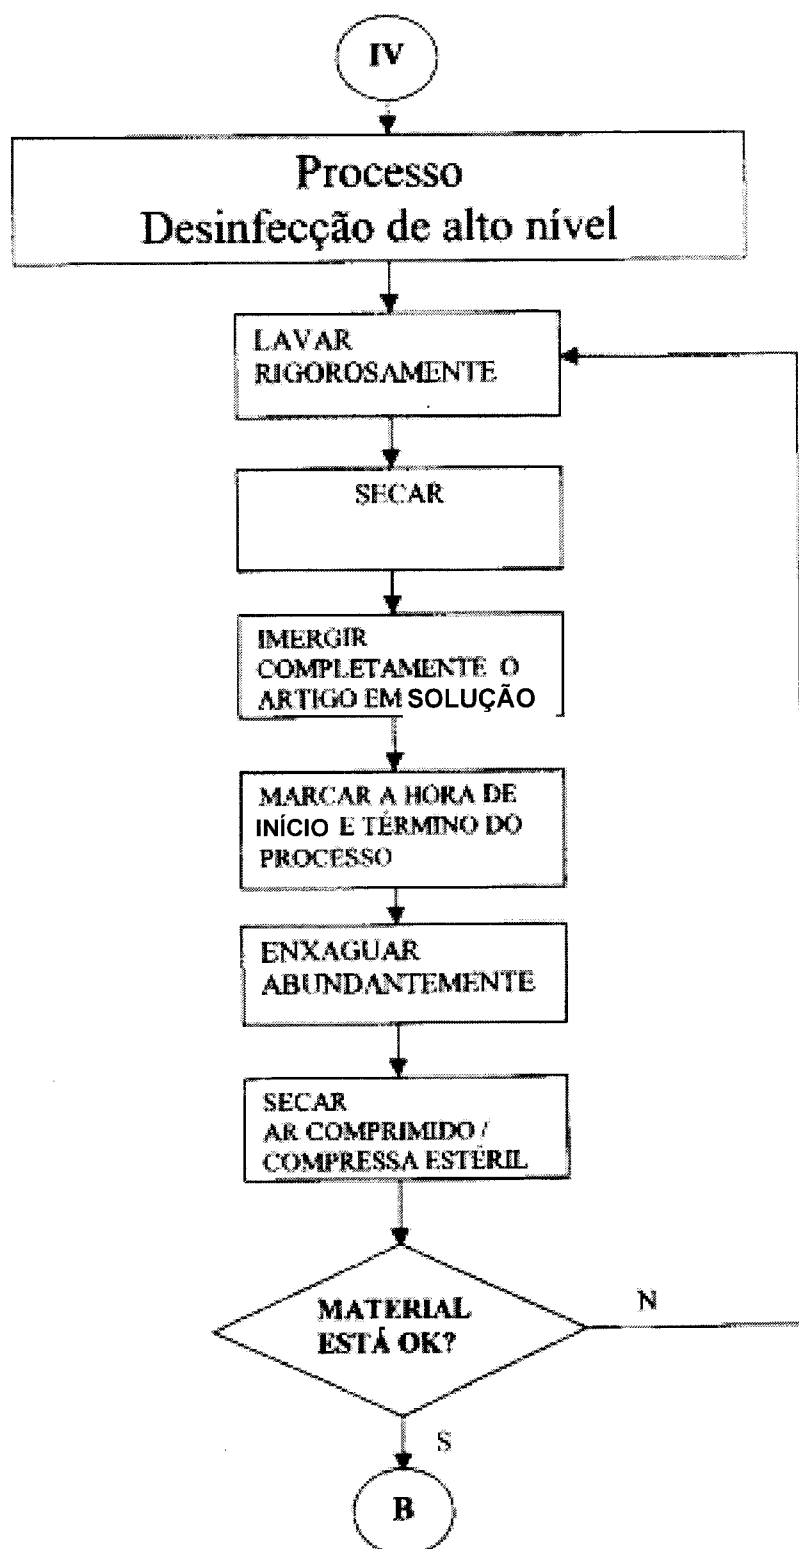 IV
Processo
Desinfecção de alto nível
LAVAR
RIGOROSAMENTE
SECAR
IMERGIR
COMPLETAMENTE O
ARTIGO EM SOLUÇÃO
MARCAR A HORA DE
INÍCIO E TÉRMINO DO
PROCESSO
ENXAGUAR
ABUNDANTEMENTE
SECAR
AR COMPRIMIDO /
COMPRESSA ESTÉRIL
MATERIAL
ESTÁ OK?
N
S
B